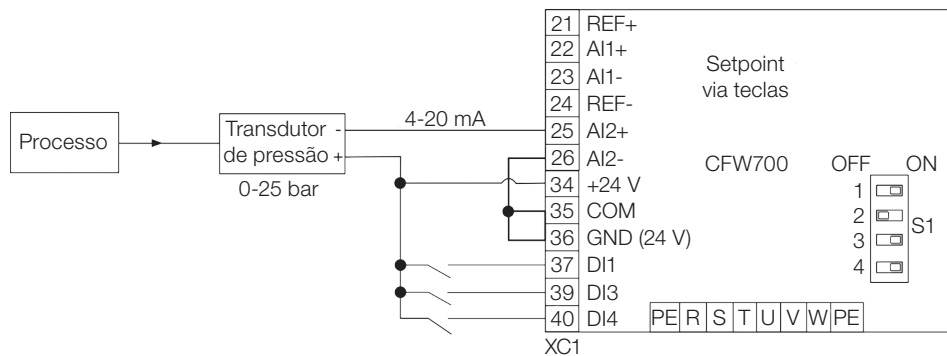 Processo
Transdutor -
de pressão +
0-25 bar
4-20 mA
21 REF+
22 AI1+
23 AI1-
24 REF-
25 AI2+
26 AI2-
34 +24 V
35 COM
36 GND (24 V)
37 DI1
39 DI3
40 DI4
XC1
Setpoint
via teclas
CFW700
OFF ON
1
2
3
4
S1
PE R S T U V W PE